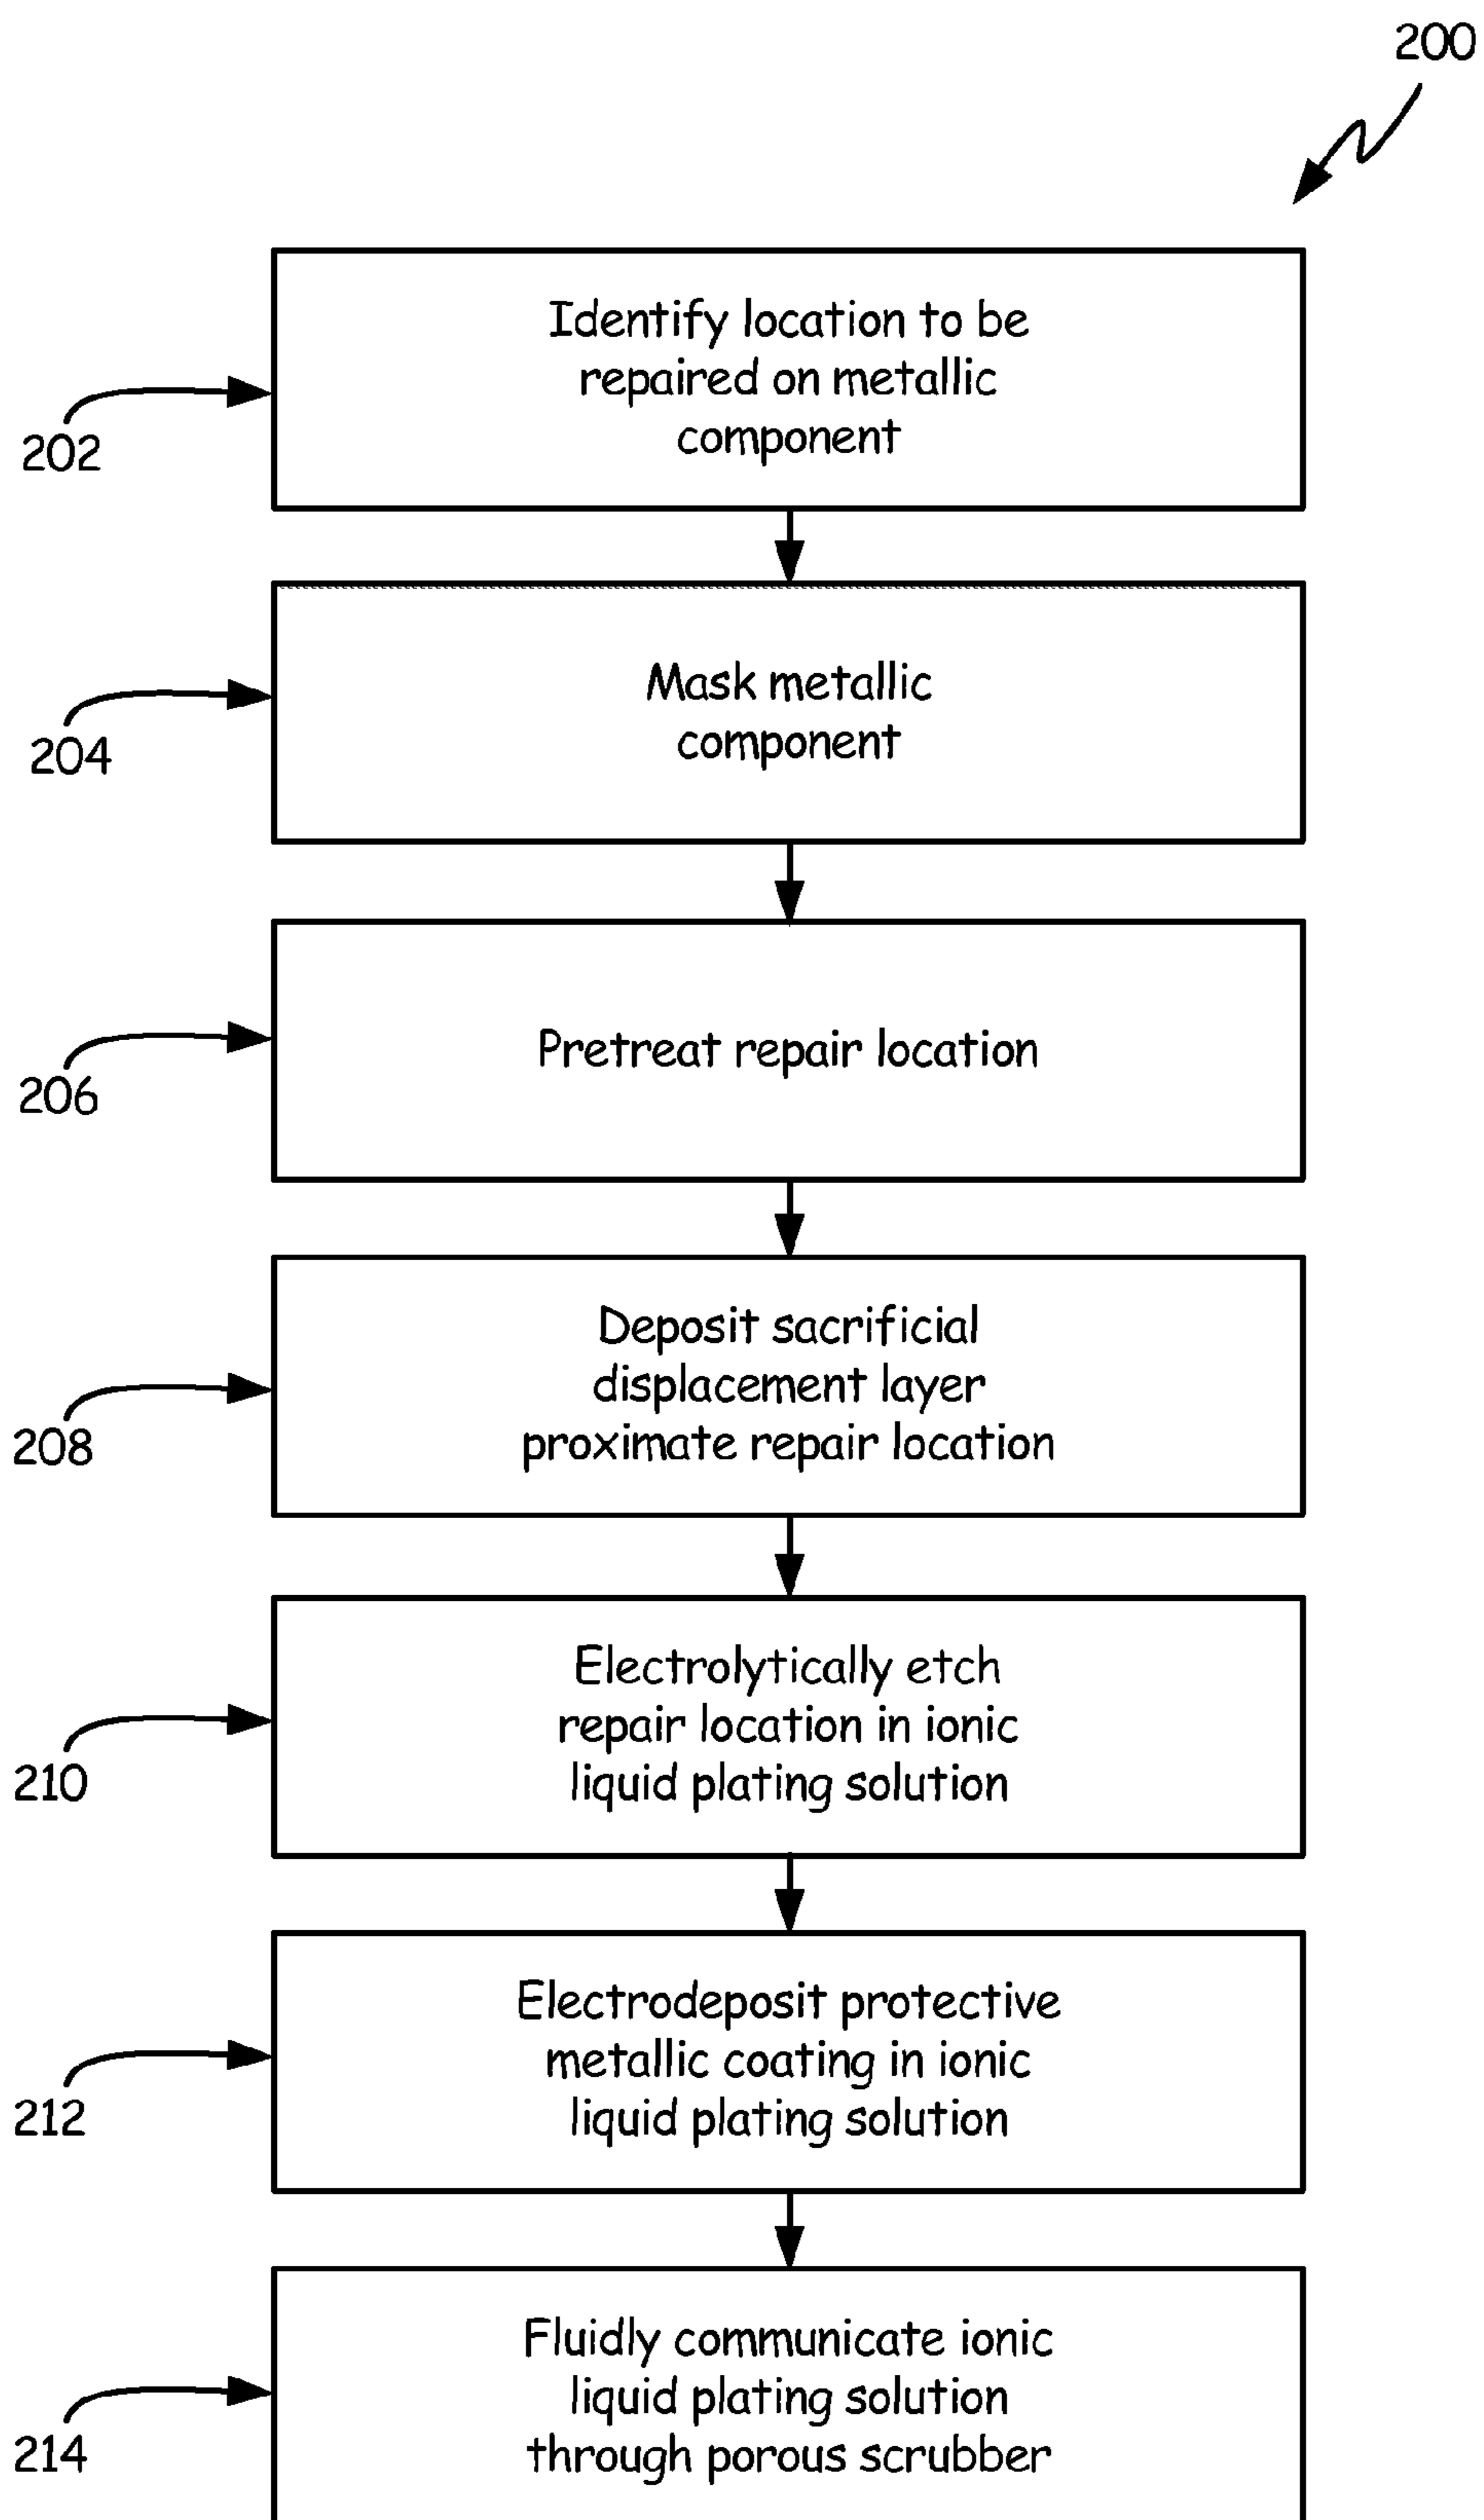 200
Identify location to be
repaired on metallic
component
202
Mask metallic
component
204
Pretreat repair location
206
Deposit sacrificial
displacement layer
proximate repair location
208
Electrolytically etch
repair location in ionic
liquid plating solution
210
Electrodeposit protective
metallic coating in ionic
liquid plating solution
212
Fluidly communicate ionic
liquid plating solution
through porous scrubber
214